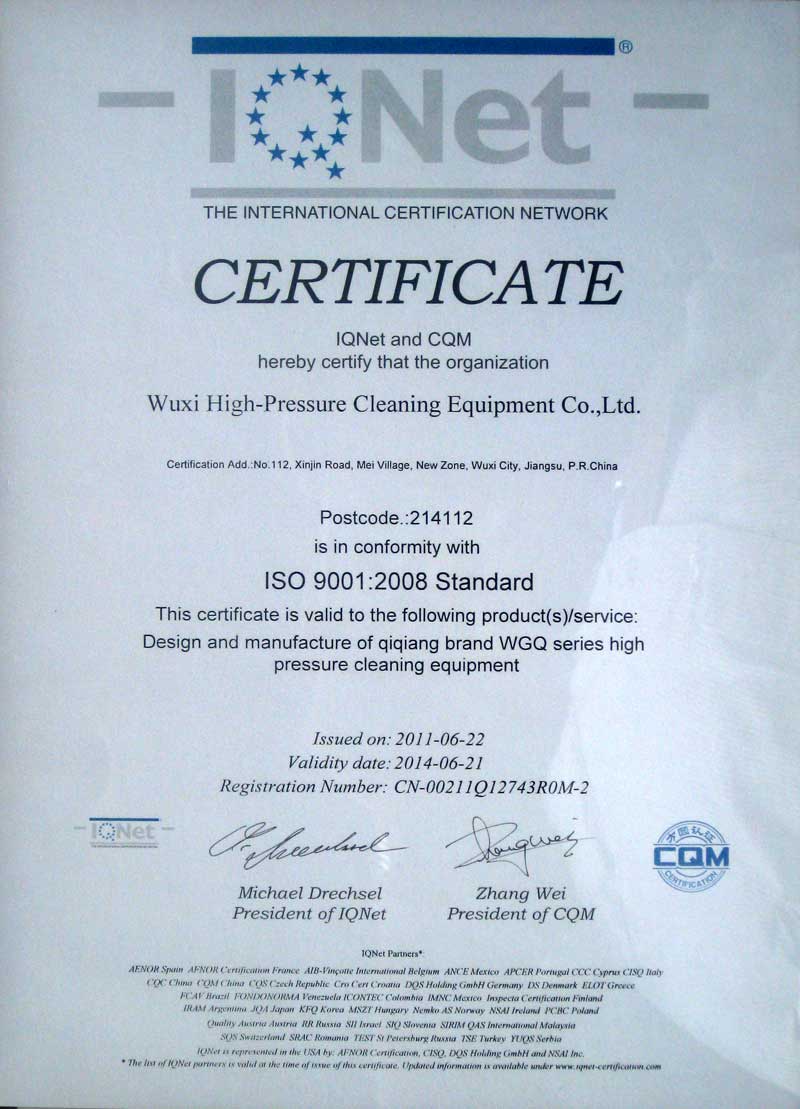 ®
IQNet
THE INTERNATIONAL CERTIFICATION NETWORK
CERTIFICATE
IQNet and CQM
hereby certify that the organization
Wuxi High-Pressure Cleaning Equipment Co.,Ltd.
Certification Add.:No.112, Xinjin Road, Mei Village, New Zone, Wuxi City, Jiangsu, P.R.China
Postcode.:214112
is in conformity with
ISO 9001:2008 Standard
This certificate is valid to the following product(s)/service:
Design and manufacture of qiqiang brand WGQ series high
pressure cleaning equipment
Issued on: 2011-06-22
Validity date: 2014-06-21
Registration Number: CN-00211Q12743R0M-2
IQNet
Zhang Wei
方圆认证
CQM
CERTIFICATION
Michael Drechsel
Zhang Wei
President of IQNet
President of CQM
IQNet Partners*:
AENOR Spain AFNOR Certification France AIB-Vinçotte International Belgium ANCE Mexico APCER Portugal CCC Cyprus CISQ Italy
CQC China CQM China CQS Czech Republic Cro Cert Croatia DQS Holding GmbH Germany DS Denmark ELOT Greece
FCAV Brazil FONDONORMA Venezuela ICONTEC Colombia IMNC Mexico Inspecta Certification Finland
IRAM Argentina JQA Japan KFQ Korea MSZT Hungary Nemko AS Norway NSAI Ireland PCBC Poland
Quality Austria Austria RR Russia SII Israel SIQ Slovenia SIRIM QAS International Malaysia
SQS Switzerland SRAC Romania TEST St Petersburg Russia TSE Turkey YUQS Serbia
IQNet is represented in the USA by: AFNOR Certification, CISQ, DQS Holding GmbH and NSAI Inc.
* The list of IQNet partners is valid at the time of issue of this certificate. Updated information is available under www.iqnet-certification.com